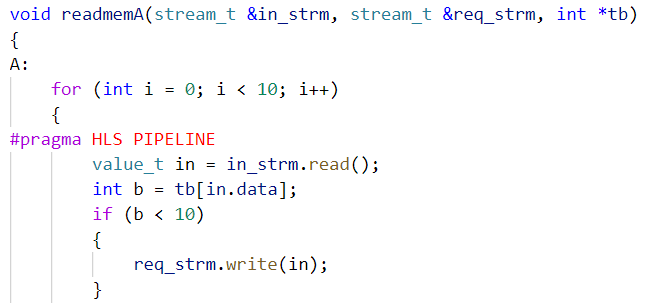 void readmemA(stream_t &in_strm, stream_t &req_strm, int *tb)
{
A:
    for (int i = 0; i < 10; i++)
    {
#pragma HLS PIPELINE
        value_t in = in_strm.read();
        int b = tb[in.data];
        if (b < 10)
        {
            req_strm.write(in);
        }